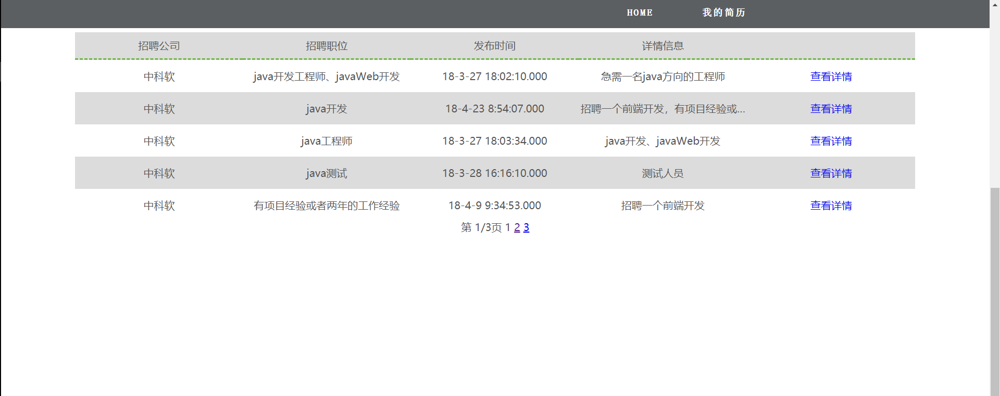 HOME 我的简历
招聘公司 招聘职位 发布时间 详情信息
中科软 java开发工程师、javaWeb开发 18-3-27 18:02:10.000 急需一名java方向的工程师 查看详情
中科软 java开发 18-4-23 8:54:07.000 招聘一个前端开发，有项目经验或... 查看详情
中科软 java工程师 18-3-27 18:03:34.000 java开发、javaWeb开发 查看详情
中科软 java测试 18-3-28 16:16:10.000 测试人员 查看详情
中科软 有项目经验或者两年的工作经验 18-4-9 9:34:53.000 招聘一个前端开发 查看详情
第 1/3页 1 2 3